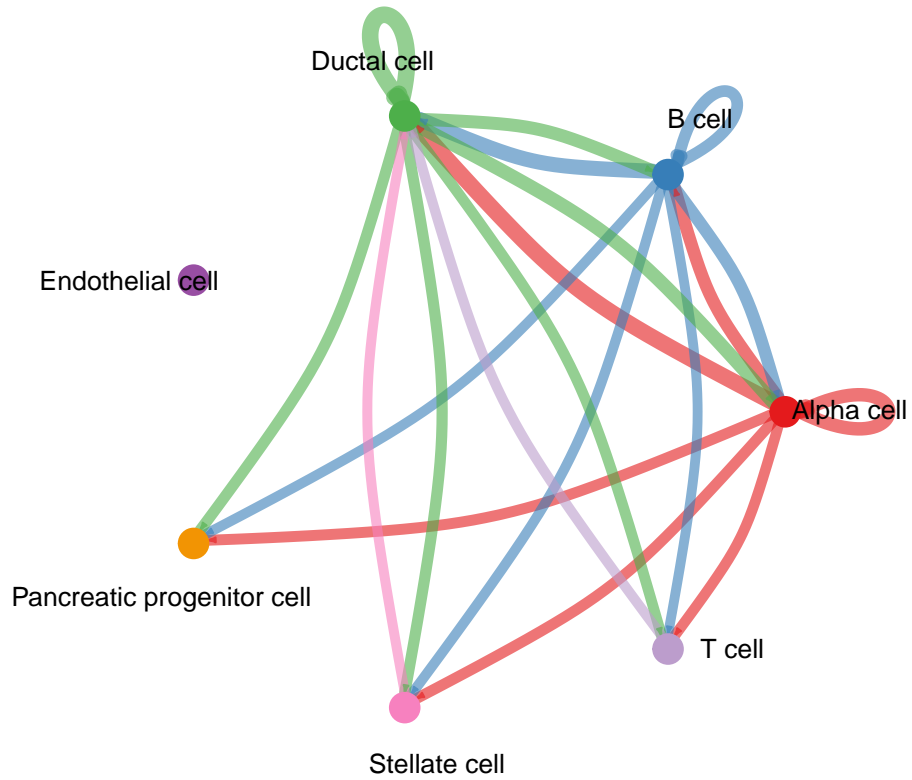 Ductal cell
B cell
Endothelial cell
Alpha cell
Pancreatic progenitor cell
T cell
Stellate cell